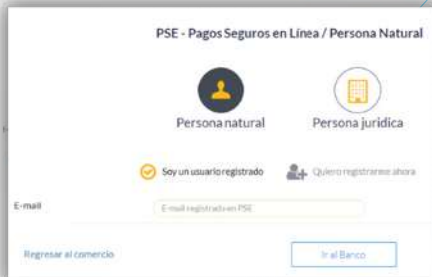 PSE - Pagos Seguros en Línea / Persona Natural
Persona natural
Persona juridica
Soy un usuario registrado
Quiero registrarme ahora
E-mail
E-mail registrado en PSE
Regresar al comercio
Ir al Banco